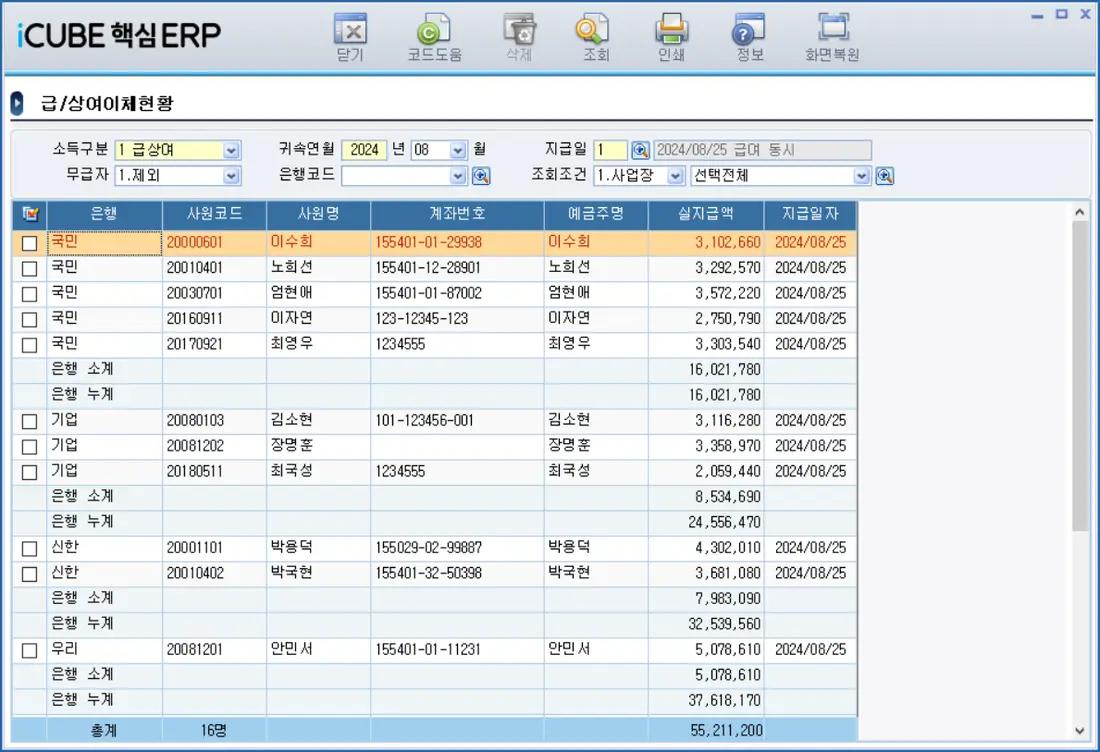 iCUBE 핵심 ERP
닫기 코드도움 삭제 조회 인쇄 정보 화면복원
급/상여이체현황
소득구분 1 급상여 귀속연월 2024 년 08 월 지급일 1 2024/08/25 급여 동시
무급자 1.제외 은행코드 조회조건 1.사업장 선택전체
은행 사원코드 사원명 계좌번호 예금주명 실지급액 지급일자
국민 20000601 이수희 155401-01-29938 이수희 3,102,660 2024/08/25
국민 20010401 노희선 155401-12-28901 노희선 3,292,570 2024/08/25
국민 20030701 엄현애 155401-01-87002 엄현애 3,572,220 2024/08/25
국민 20160911 이자연 123-12345-123 이자연 2,750,790 2024/08/25
국민 20170921 최영우 1234555 최영우 3,303,540 2024/08/25
은행 소계 16,021,780
은행 누계 16,021,780
기업 20080103 김소현 101-123456-001 김소현 3,116,280 2024/08/25
기업 20081202 장명훈 장명훈 3,358,970 2024/08/25
기업 20180511 최국성 1234555 최국성 2,059,440 2024/08/25
은행 소계 8,534,690
은행 누계 24,556,470
신한 20001101 박용덕 155029-02-99887 박용덕 4,302,010 2024/08/25
신한 20010402 박국현 155401-32-50398 박국현 3,681,080 2024/08/25
은행 소계 7,983,090
은행 누계 32,539,560
우리 20081201 안민서 155401-01-11231 안민서 5,078,610 2024/08/25
은행 소계 5,078,610
은행 누계 37,618,170
총계 16명 55,211,200